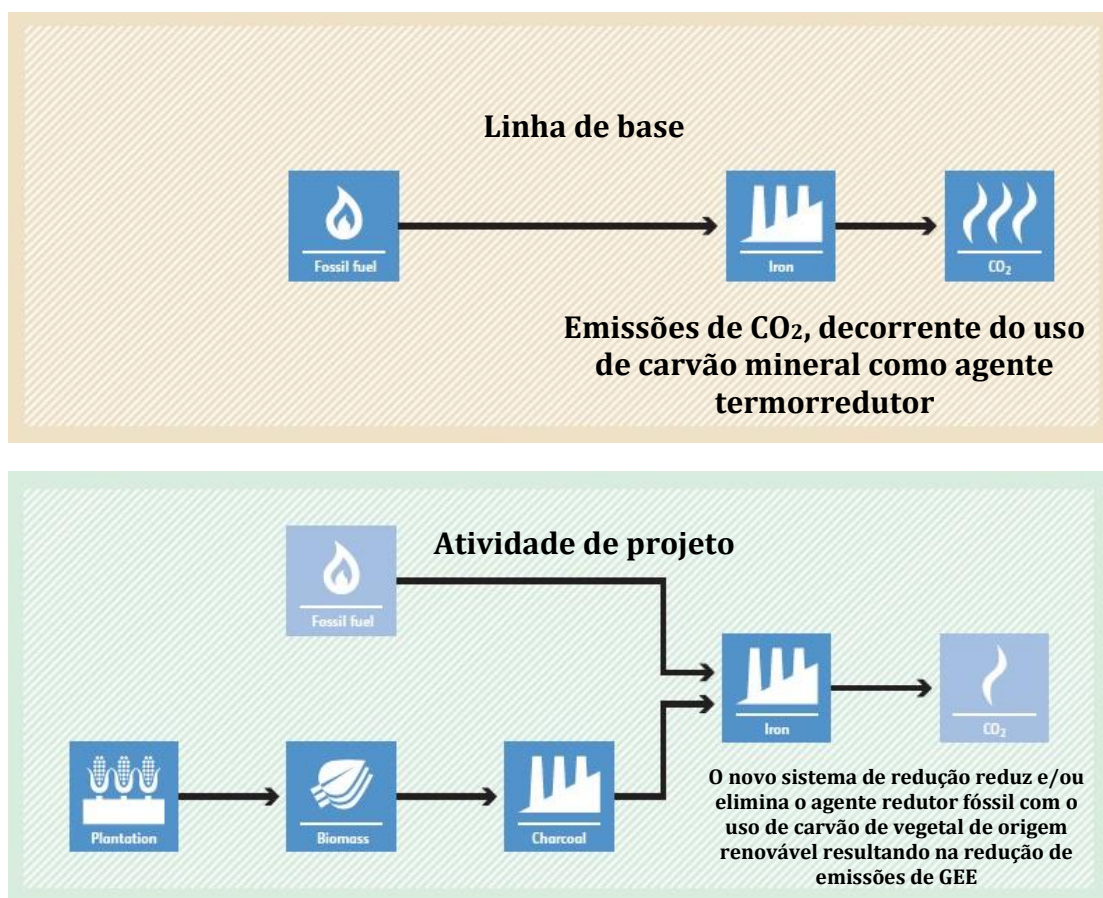 Linha de base
Fossil fuel
Iron
CO₂
Emissões de CO₂, decorrente do uso
de carvão mineral como agente
termorredutor
Atividade de projeto
Fossil fuel
Iron
CO₂
Plantation
Biomass
Charcoal
O novo sistema de redução reduz e/ou
elimina o agente redutor fóssil com o
uso de carvão de vegetal de origem
renovável resultando na redução de
emissões de GEE